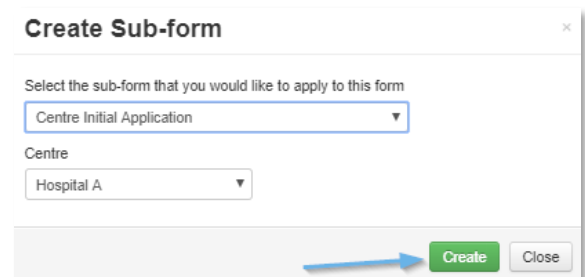 Create Sub-form
×
Select the sub-form that you would like to apply to this form
Centre Initial Application
Centre
Hospital A
Create Close